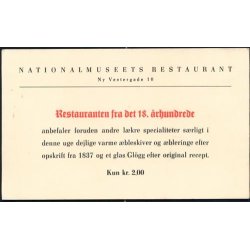 NATIONALMUSEETS RESTAURANT
Ny Vestergade 10
Restauranten fra det 18. århundrede
anbefaler foruden andre lækre specialiteter særligt i
denne uge dejlige varme æbleskiver og æbleringe efter
opskrift fra 1837 og et glas Glögg efter original recept.
Kun kr. 2,00